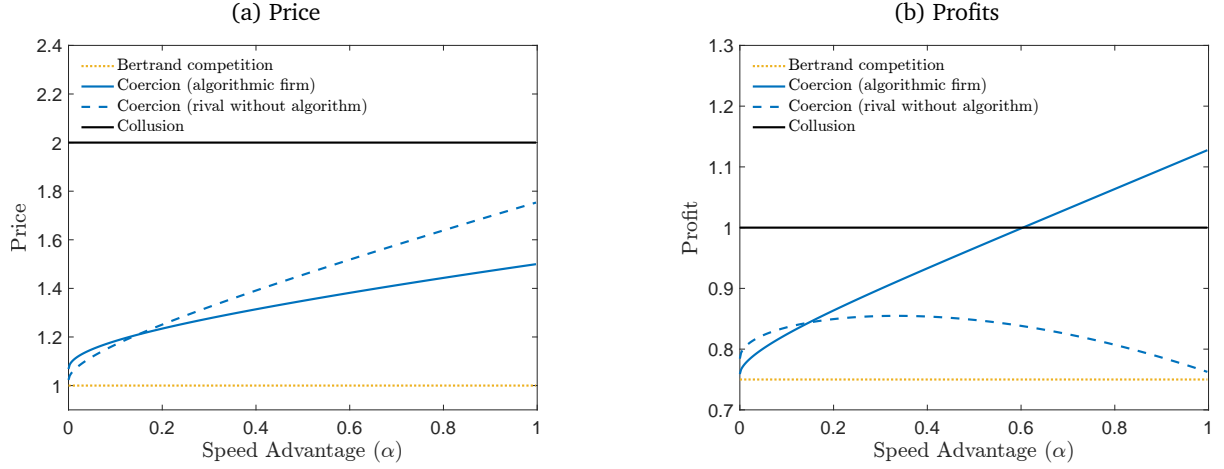 (a) Price
2.4
2.2
2
1.8
1.6
1.4
1.2
1
Price
Bertrand competition
Coercion (algorithmic firm)
Coercion (rival without algorithm)
Collusion
0 0.2 0.4 0.6 0.8 1
Speed Advantage (α)
(b) Profits
1.3
1.2
1.1
1
0.9
0.8
0.7
Profit
Bertrand competition
Coercion (algorithmic firm)
Coercion (rival without algorithm)
Collusion
0 0.2 0.4 0.6 0.8 1
Speed Advantage (α)